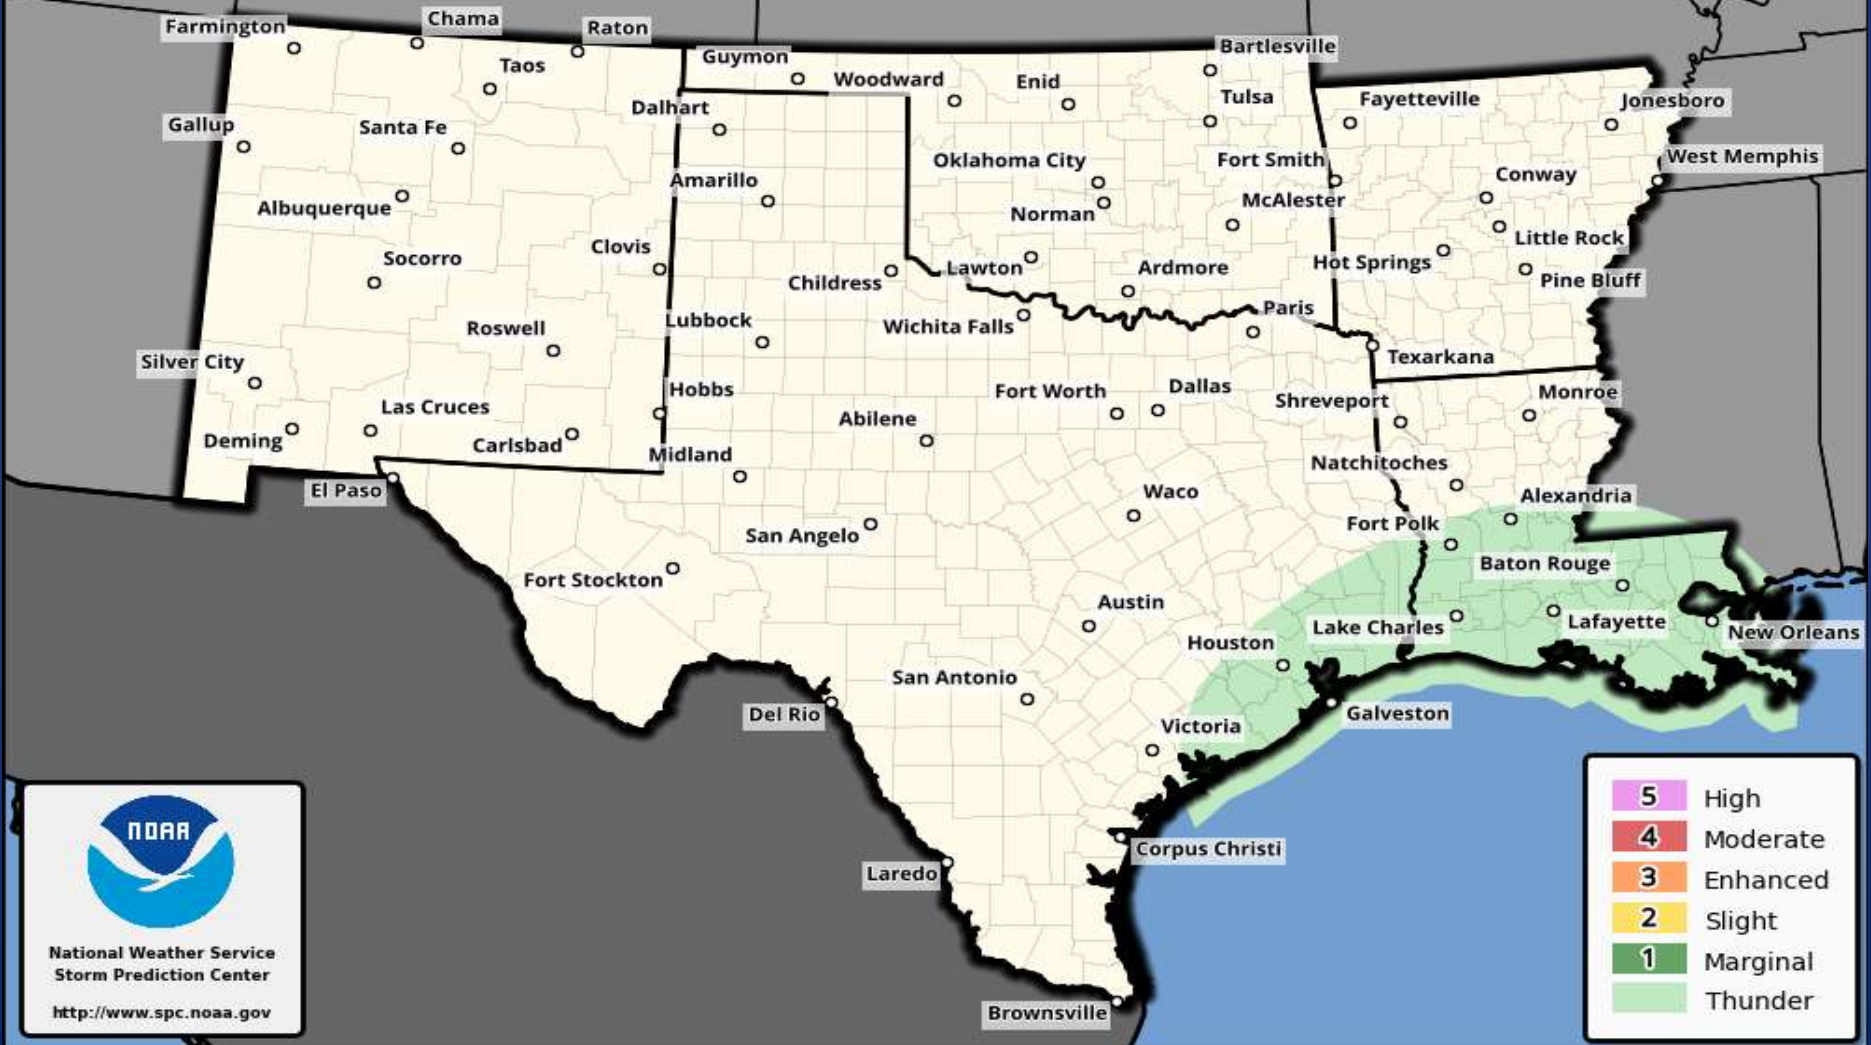 Farmington
Chama
Raton
Taos
Guymon
Woodward
Enid
Bartlesville
Tulsa
Dalhart
Fayetteville
Jonesboro
Gallup
Santa Fe
Oklahoma City
Fort Smith
West Memphis
Conway
Amarillo
McAlester
Albuquerque
Norman
Little Rock
Clovis
Socorro
Hot Springs
Lawton
Ardmore
Pine Bluff
Childress
Paris
Lubbock
Wichita Falls
Roswell
Texarkana
Silver City
Hobbs
Fort Worth
Dallas
Shreveport
Monroe
Las Cruces
Abilene
Deming
Carlsbad
Midland
Natchitoches
El Paso
Waco
Alexandria
San Angelo
Fort Polk
Fort Stockton
Baton Rouge
Austin
Houston
Lake Charles
Lafayette
New Orleans
San Antonio
Del Rio
Victoria
Galveston
Corpus Christi
Laredo
Brownsville
NOAA
National Weather Service
Storm Prediction Center
http://www.spc.noaa.gov
5 High
4 Moderate
3 Enhanced
2 Slight
1 Marginal
Thunder